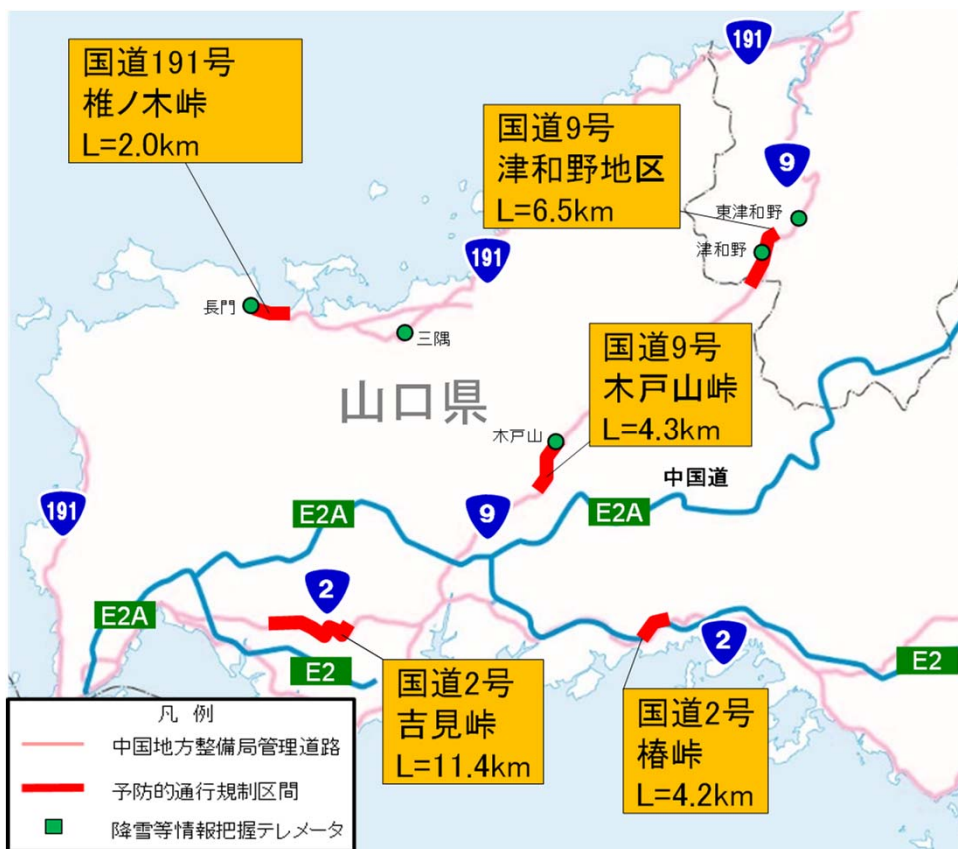 国道191号
椎ノ木峠
L=2.0km
191
国道9号
津和野地区
L=6.5km
9
東津和野
津和野
191
長門
三隅
国道9号
木戸山峠
L=4.3km
山口県
木戸山
中国道
191
E2A
9
E2A
2
E2A
E2
2
E2
国道2号
吉見峠
L=11.4km
国道2号
椿峠
L=4.2km
凡 例
中国地方整備局管理道路
予防的通行規制区間
降雪等情報把握テレメータ